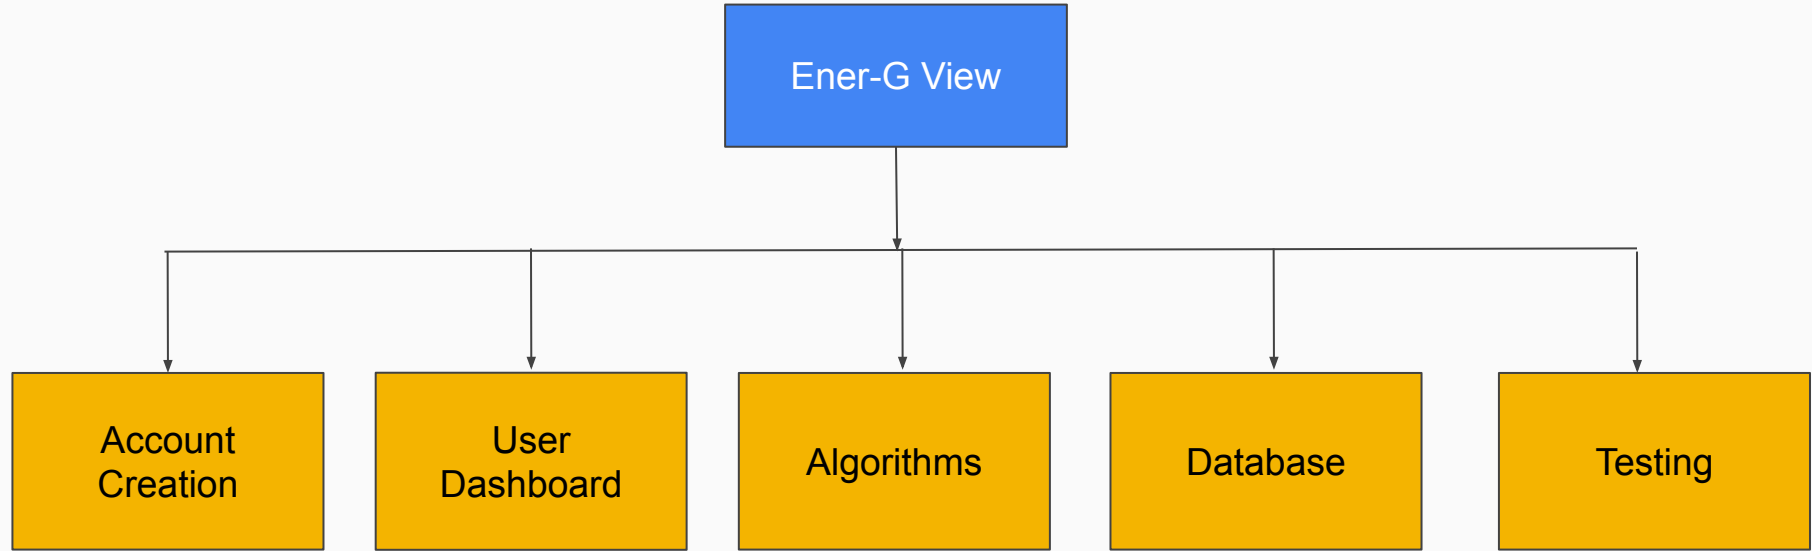 Ener-G View
Account
Creation
User
Dashboard
Algorithms
Database
Testing